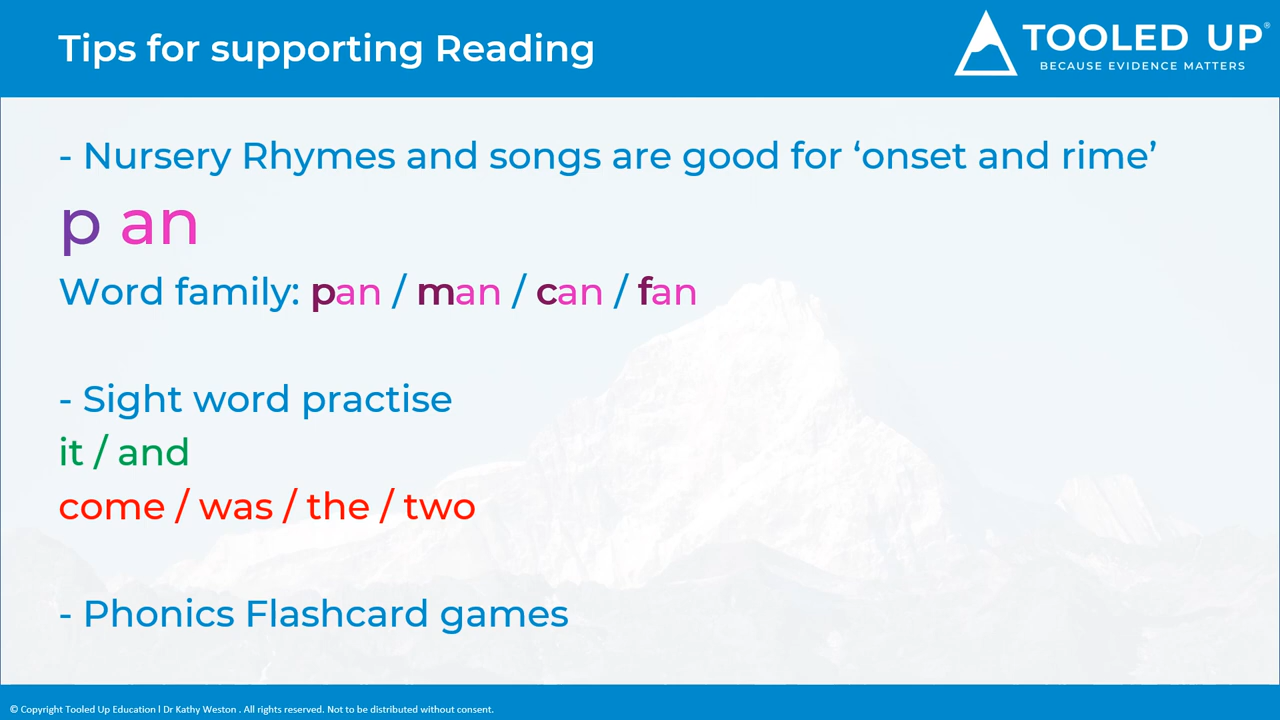 Tips for supporting Reading
TOOLED UP®
BECAUSE EVIDENCE MATTERS
- Nursery Rhymes and songs are good for ‘onset and rime’
p an
Word family: pan / man / can / fan
- Sight word practise
it / and
come / was / the / two
- Phonics Flashcard games
© Copyright Tooled Up Education l Dr Kathy Weston . All rights reserved. Not to be distributed without consent.